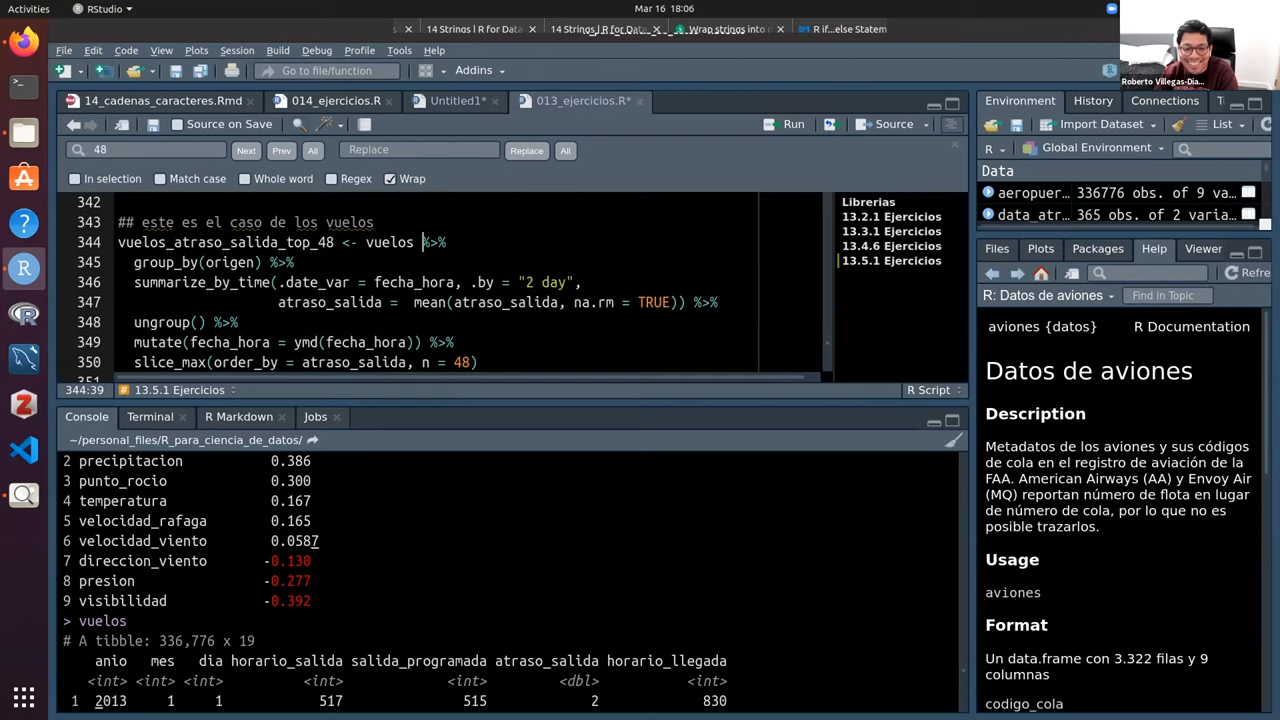 Activities
RStudio
Mar 16 18:06
14 Strings | R for Data
14 Strings | R for Data
Wrap strings into
R if...else Statem
Roberto Villegas-Dia...
File Edit Code View Plots Session Build Debug Profile Tools Help
Go to file/function
Addins
14_cadenas_caracteres.Rmd
014_ejercicios.R
Untitled1*
013_ejercicios.R*
Source on Save
Run
Source
48
Next
Prev
All
Replace
Replace
All
In selection
Match case
Whole word
Regex
Wrap
342
343 ## este es el caso de los vuelos
344 vuelos_atraso_salida_top_48 <- vuelos %>%
345 group_by(origen) %>%
346 summarize_by_time(.date_var = fecha_hora, .by = "2 day",
347 atraso_salida = mean(atraso_salida, na.rm = TRUE)) %>%
348 ungroup() %>%
349 mutate(fecha_hora = ymd(fecha_hora)) %>%
350 slice_max(order_by = atraso_salida, n = 48)
351
Librerias
13.2.1 Ejercicios
13.3.1 Ejercicios
13.4.6 Ejercicios
13.5.1 Ejercicios
344:39
# 13.5.1 Ejercicios
R Script
Console
Terminal
R Markdown
Jobs
~/personal_files/R_para_ciencia_de_datos/
2 precipitacion 0.386
3 punto_rocio 0.300
4 temperatura 0.167
5 velocidad_rafaga 0.165
6 velocidad_viento 0.0587
7 direccion_viento -0.130
8 presion -0.277
9 visibilidad -0.392
> vuelos
# A tibble: 336,776 x 19
anio mes dia horario_salida salida_programada atraso_salida horario_llegada
<int> <int> <int> <int> <int> <dbl> <int>
1 2013 1 1 517 515 2 830
Environment
History
Connections
T
Import Dataset
List
R
Global Environment
Data
aeropuer... 336776 obs. of 9 va...
data_atr... 365 obs. of 2 varia...
Files
Plots
Packages
Help
Viewer
Refre
R: Datos de aviones
Find in Topic
aviones {datos}
R Documentation
Datos de aviones
Description
Metadatos de los aviones y sus códigos
de cola en el registro de aviación de la
FAA. American Airways (AA) y Envoy Air
(MQ) reportan número de flota en lugar
de número de cola, por lo que no es
posible trazarlos.
Usage
aviones
Format
Un data.frame con 3.322 filas y 9
columnas
codigo_cola